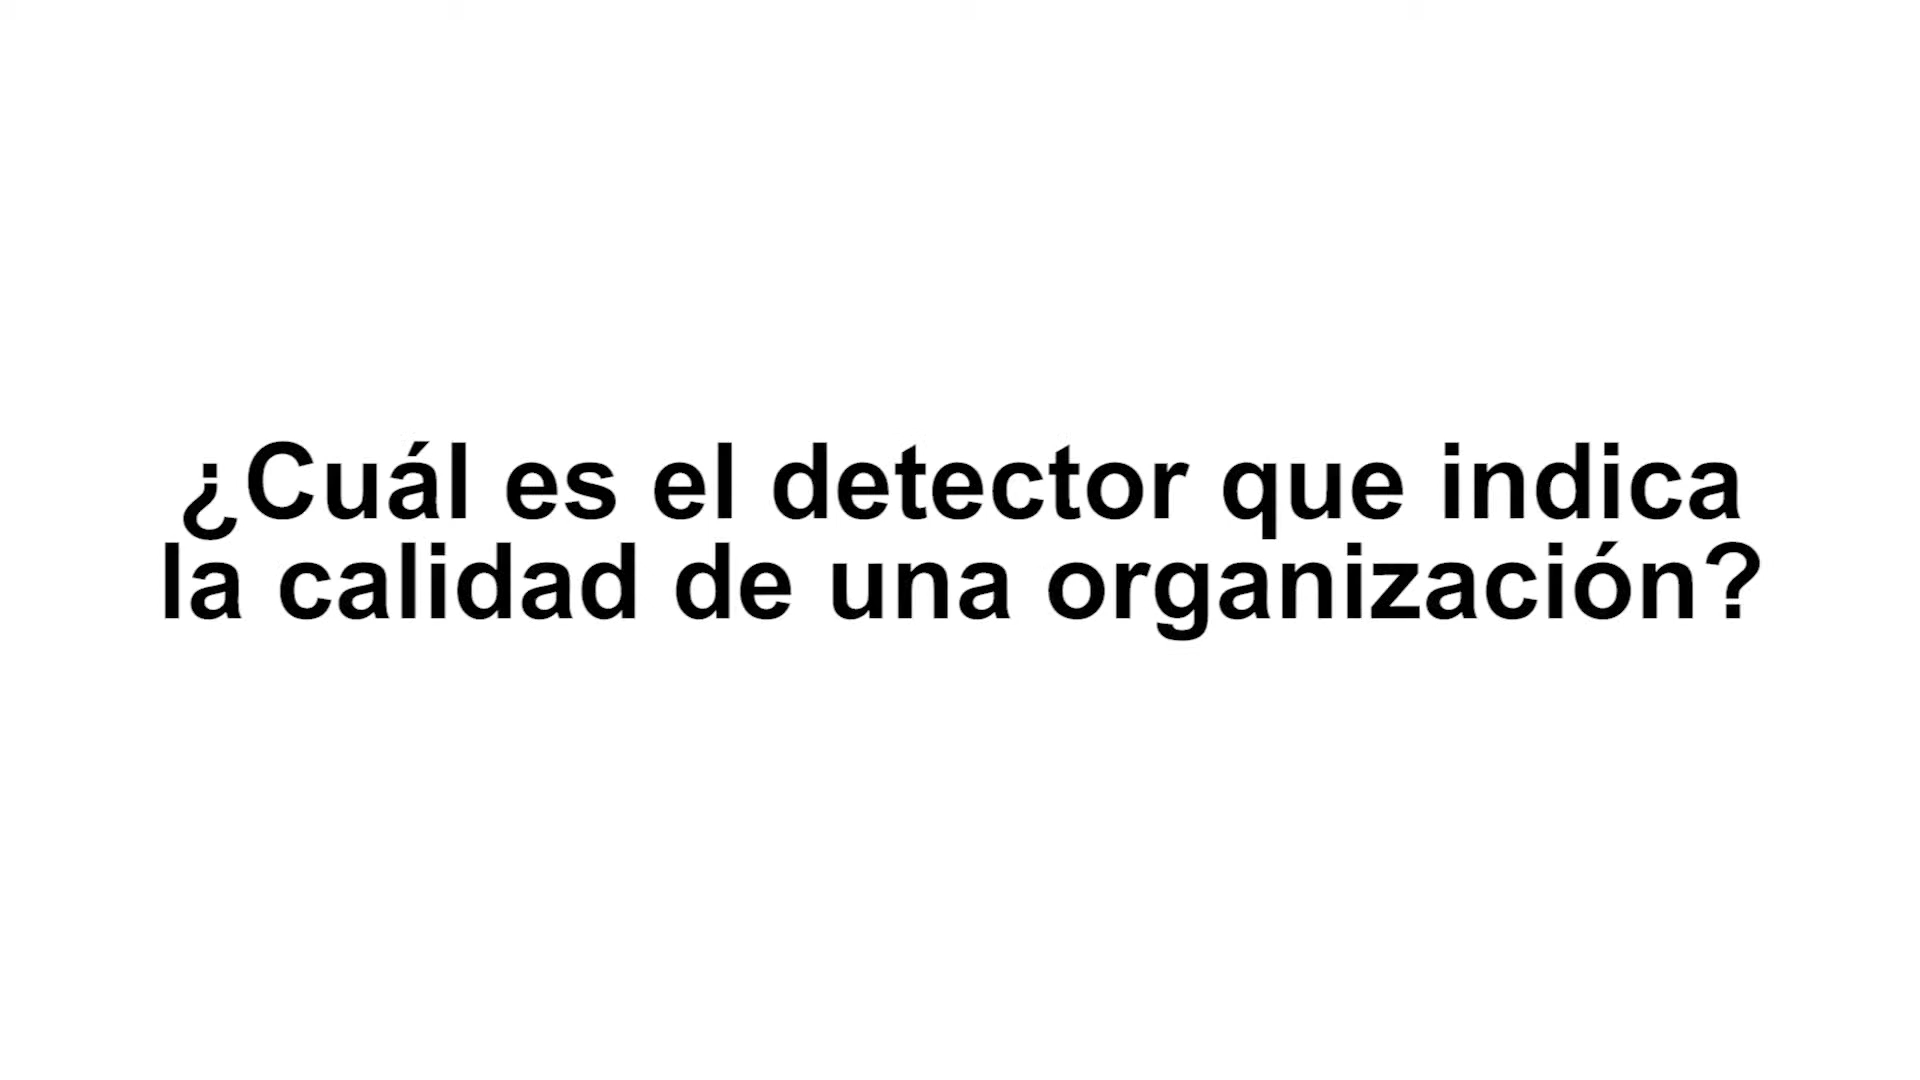 ¿Cuál es el detector que indica
la calidad de una organización?